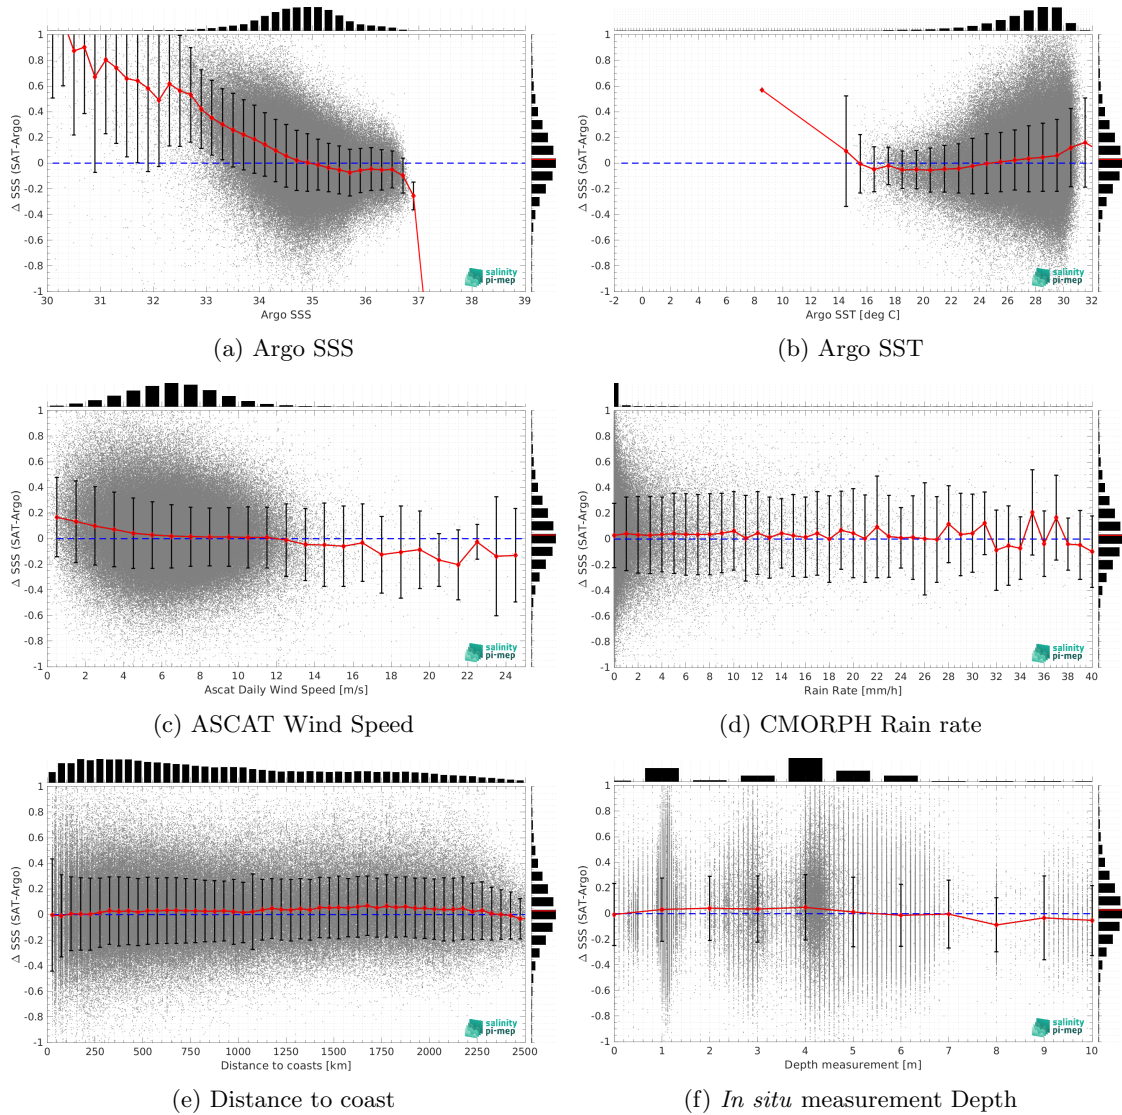 Δ SSS (SAT-Argo)
1
0.8
0.6
0.4
0.2
0
-0.2
-0.4
-0.6
-0.8
-1
30 31 32 33 34 35 36 37 38 39
Argo SSS
salinity
pi-mep
(a) Argo SSS
Δ SSS (SAT-Argo)
1
0.8
0.6
0.4
0.2
0
-0.2
-0.4
-0.6
-0.8
-1
-2 0 2 4 6 8 10 12 14 16 18 20 22 24 26 28 30 32
Argo SST [deg C]
salinity
pi-mep
(b) Argo SST
Δ SSS (SAT-Argo)
1
0.8
0.6
0.4
0.2
0
-0.2
-0.4
-0.6
-0.8
-1
0 2 4 6 8 10 12 14 16 18 20 22 24
Ascat Daily Wind Speed [m/s]
salinity
pi-mep
(c) ASCAT Wind Speed
Δ SSS (SAT-Argo)
1
0.8
0.6
0.4
0.2
0
-0.2
-0.4
-0.6
-0.8
-1
0 2 4 6 8 10 12 14 16 18 20 22 24 26 28 30 32 34 36 38 40
Rain Rate [mm/h]
salinity
pi-mep
(d) CMORPH Rain rate
Δ SSS (SAT-Argo)
1
0.8
0.6
0.4
0.2
0
-0.2
-0.4
-0.6
-0.8
-1
0 250 500 750 1000 1250 1500 1750 2000 2250 2500
Distance to coasts [km]
salinity
pi-mep
(e) Distance to coast
Δ SSS (SAT-Argo)
1
0.8
0.6
0.4
0.2
0
-0.2
-0.4
-0.6
-0.8
-1
0 1 2 3 4 5 6 7 8 9 10
Depth measurement [m]
salinity
pi-mep
(f) In situ measurement Depth